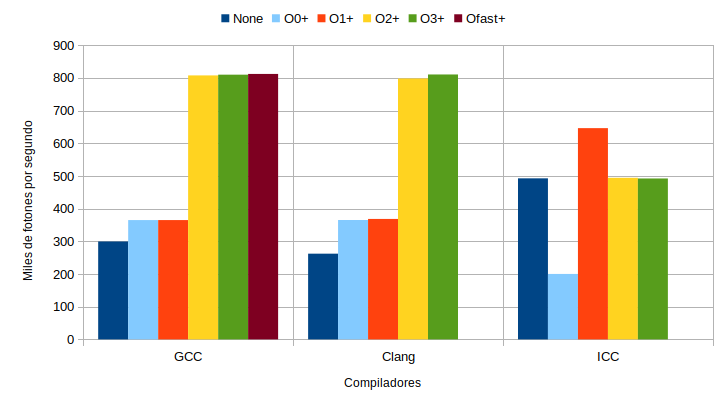 None O0+ O1+ O2+ O3+ Ofast+
900
800
700
600
500
400
300
200
100
0
Miles de fotones por segundo
GCC Clang ICC
Compiladores